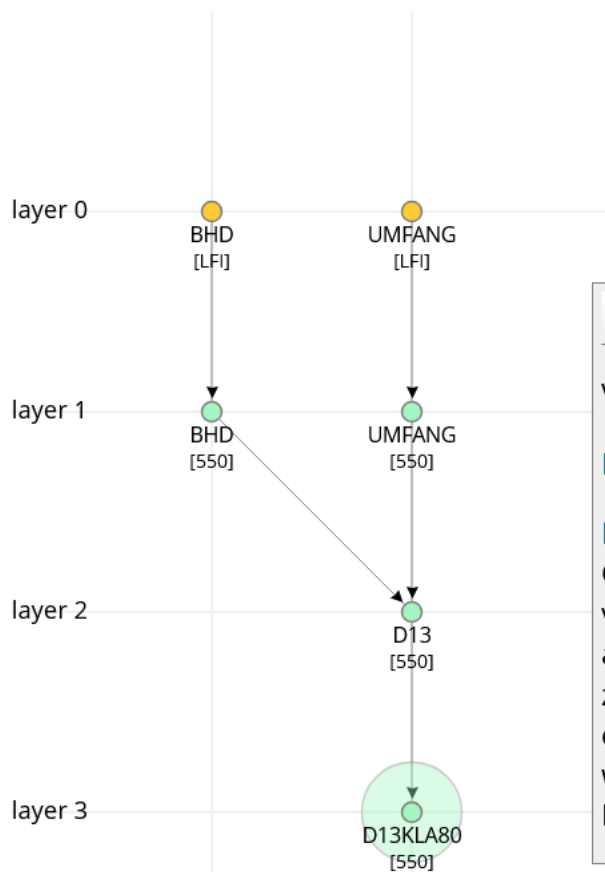 layer 0
BHD
UMFANG
[LFI]
[LFI]
layer 1
BHD
UMFANG
[550]
[550]
layer 2
D13
[550]
layer 3
D13KLA80
[550]